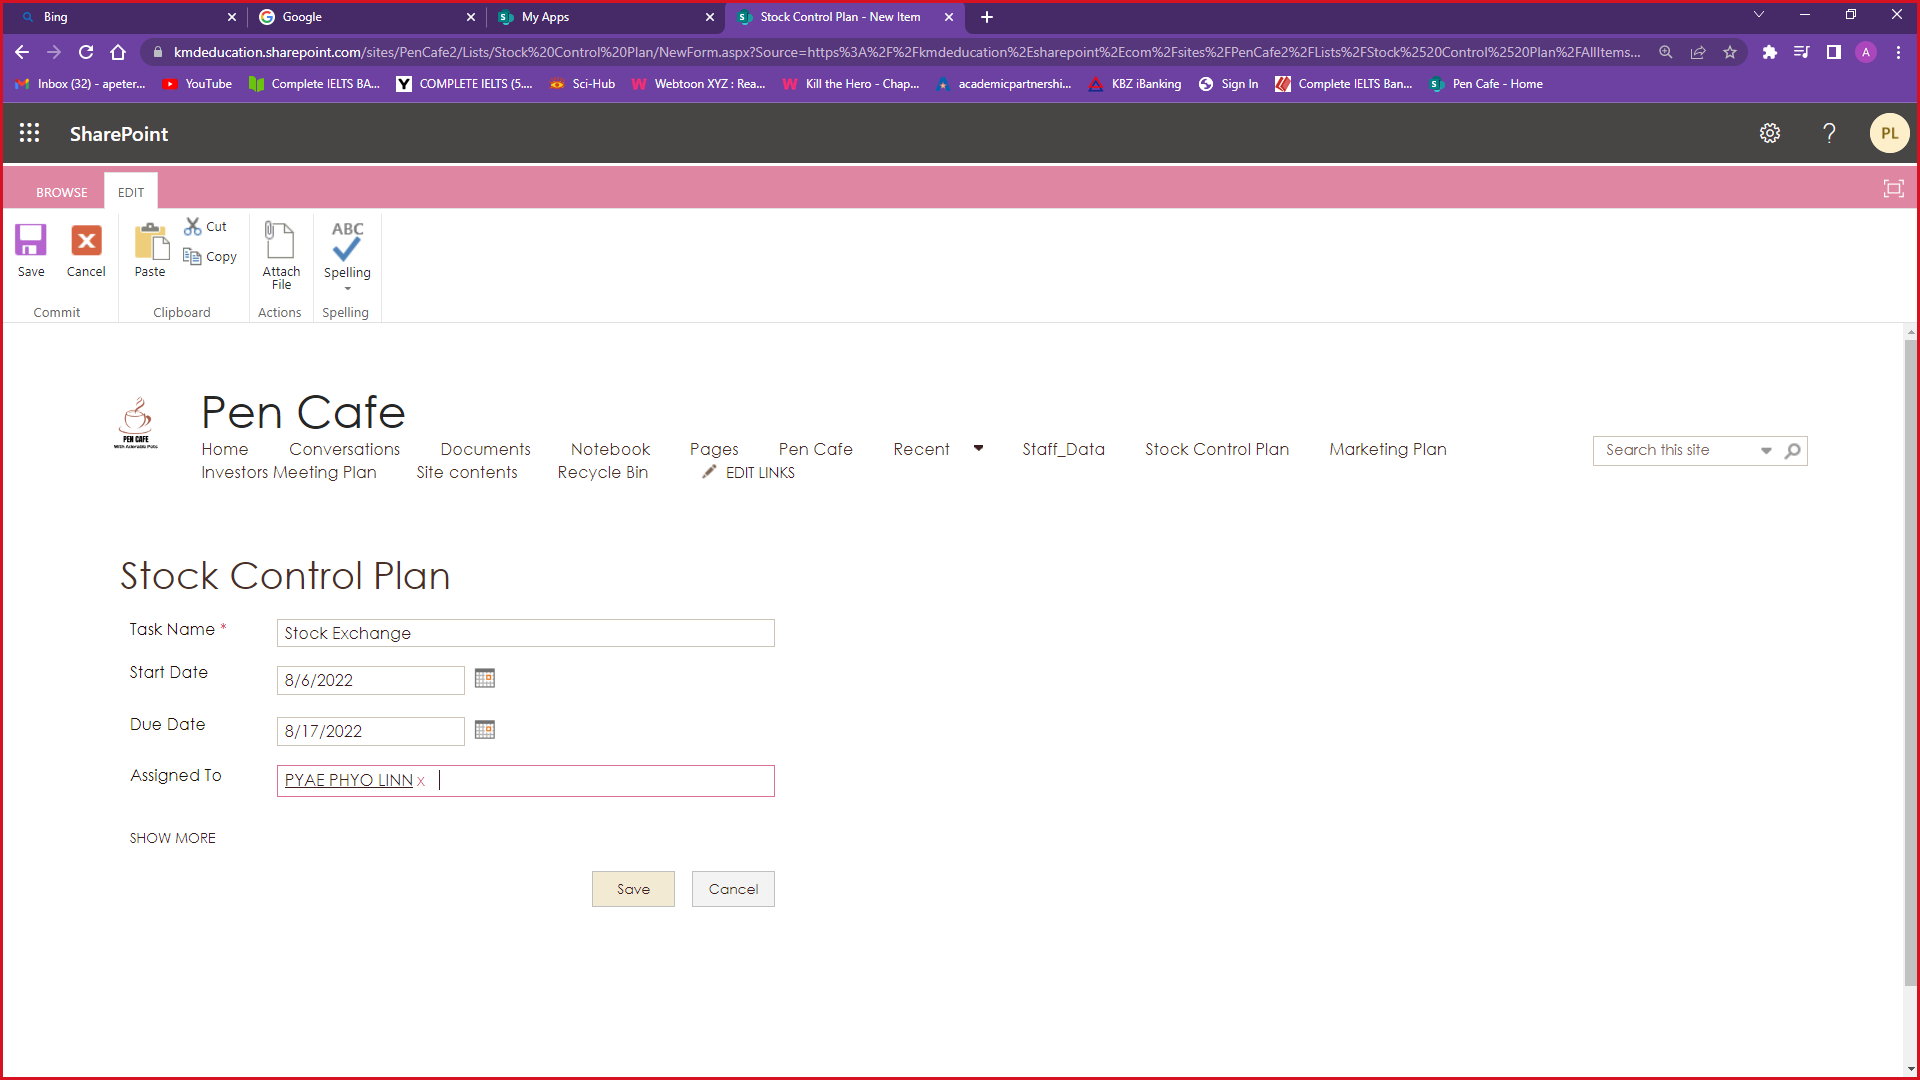 Bing
Google
My Apps
Stock Control Plan - New Item
kmdeducation.sharepoint.com/sites/PenCafe2/Lists/Stock%20Control%20Plan/NewForm.aspx?Source=https%3A%2F%2Fkmdeducation%2Esharepoint%2Ecom%2Fsites%2FPenCafe2%2FLists%2FStock%2520Control%2520Plan%2FAllItems...
A
Inbox (32) - apeter...
YouTube
Complete IELTS BA...
COMPLETE IELTS (5....
Sci-Hub
Webtoon XYZ : Rea...
Kill the Hero - Chap...
academicpartnershi...
KBZ iBanking
Sign In
Complete IELTS Ban...
Pen Cafe - Home
SharePoint
PL
BROWSE
EDIT
Save
Cancel
Paste
Cut
Copy
Attach
File
ABC
Spelling
Commit
Clipboard
Actions
Spelling
PEN CAFE
With Adorable Pets
Pen Cafe
Home
Conversations
Documents
Notebook
Pages
Pen Cafe
Recent
Staff_Data
Stock Control Plan
Marketing Plan
Investors Meeting Plan
Site contents
Recycle Bin
EDIT LINKS
Search this site
Stock Control Plan
Task Name *
Stock Exchange
Start Date
8/6/2022
Due Date
8/17/2022
Assigned To
PYAE PHYO LINN x
SHOW MORE
Save
Cancel